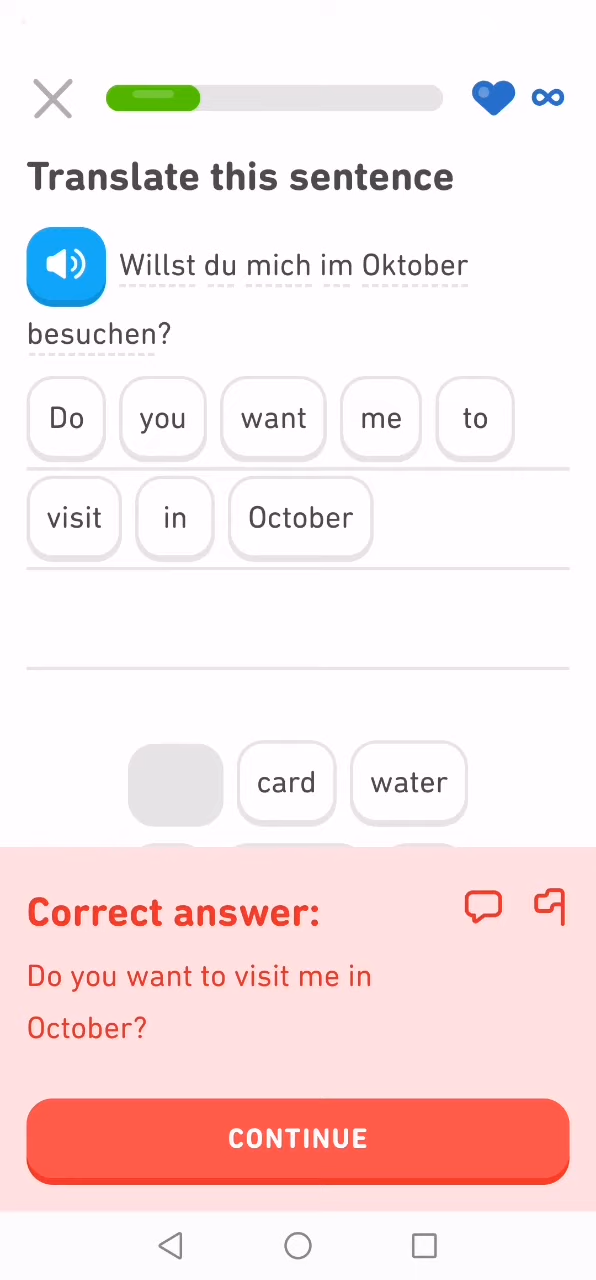 Translate this sentence
Willst du mich im Oktober
besuchen?
Do you want me to
visit in October
card water
Correct answer:
Do you want to visit me in
October?
CONTINUE